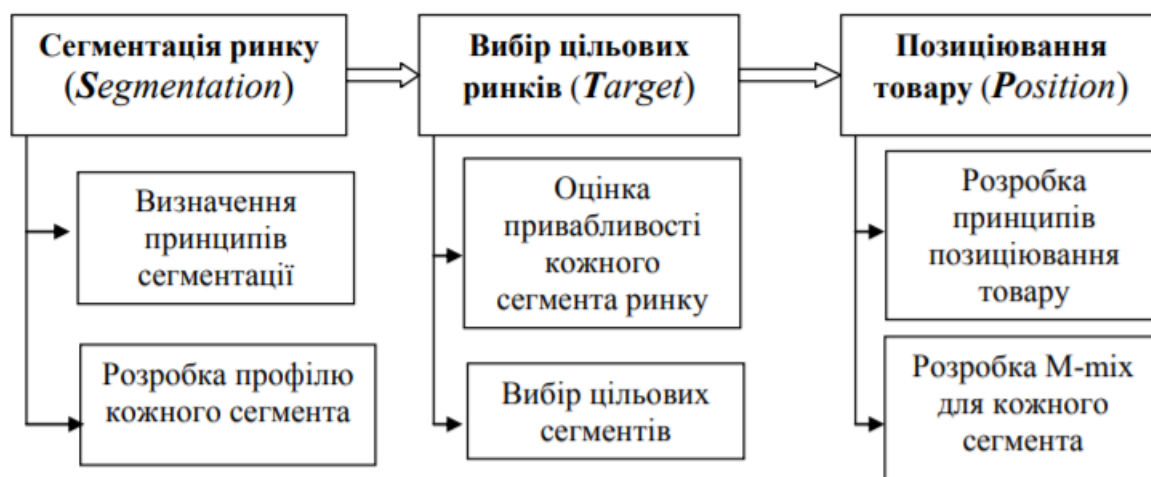 Сегментація ринку
(Segmentation)
Вибір цільових
ринків (Target)
Позиціювання
товару (Position)
Визначення
принципів
сегментації
Розробка профілю
кожного сегмента
Оцінка
привабливості
кожного
сегмента ринку
Вибір цільових
сегментів
Розробка
принципів
позиціювання
товару
Розробка M-mix
для кожного
сегмента